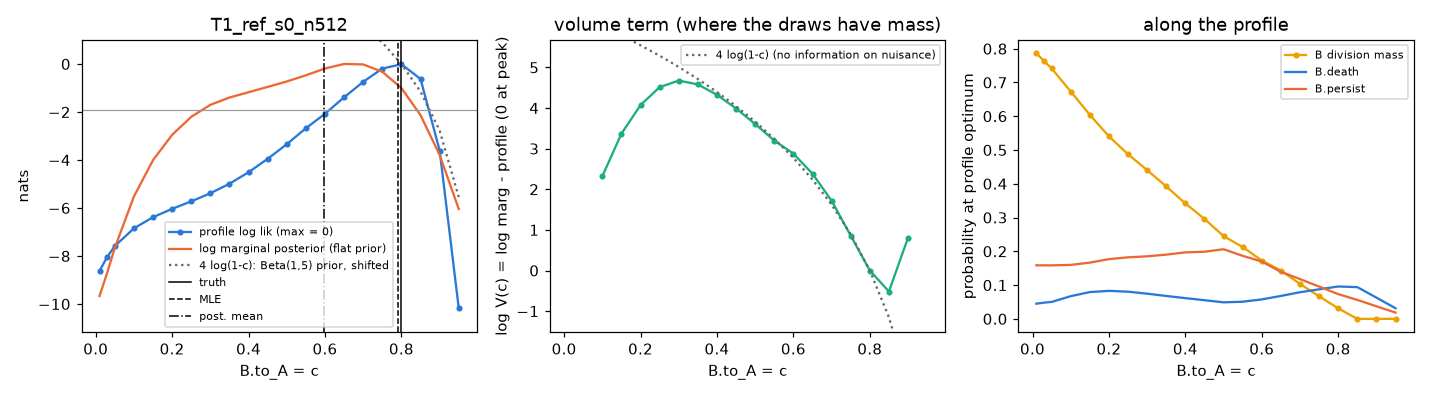 T1_ref_s0_n512
nats
0
−2
−4
−6
−8
−10
profile log lik (max = 0)
log marginal posterior (flat prior)
4 log(1-c): Beta(1,5) prior, shifted
truth
MLE
post. mean
0.0 0.2 0.4 0.6 0.8
B.to_A = c
volume term (where the draws have mass)
log V(c) = log marg - profile (0 at peak)
5
4
3
2
1
0
−1
4 log(1-c) (no information on nuisance)
0.0 0.2 0.4 0.6 0.8
B.to_A = c
along the profile
probability at profile optimum
0.8
0.7
0.6
0.5
0.4
0.3
0.2
0.1
0.0
B division mass
B.death
B.persist
0.0 0.2 0.4 0.6 0.8
B.to_A = c